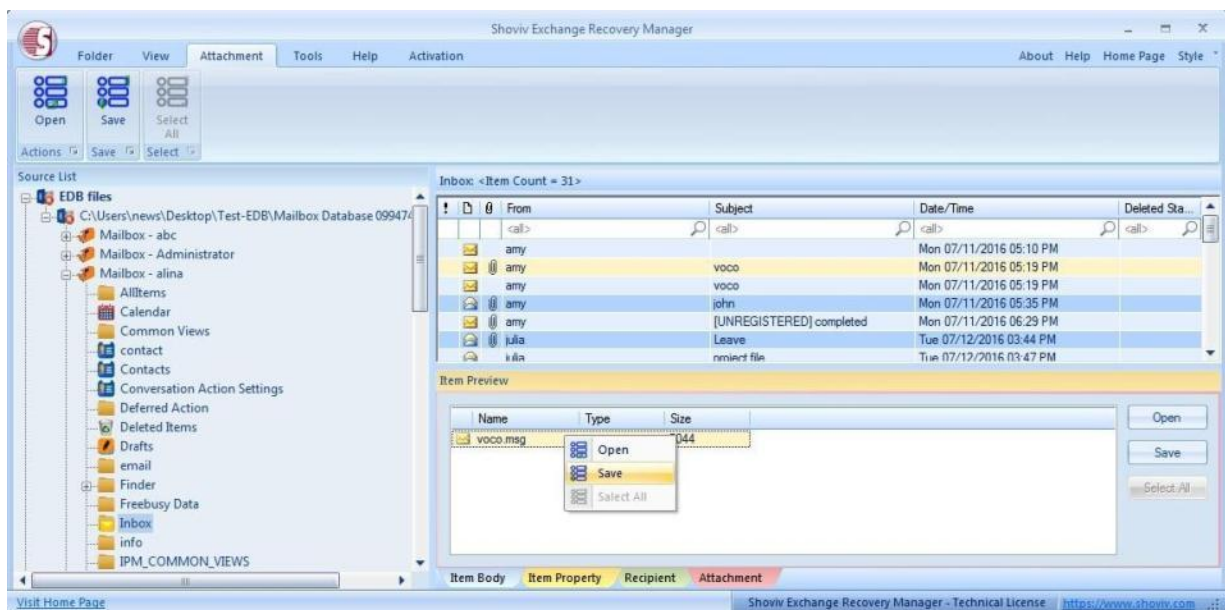 Shoviv Exchange Recovery Manager
Folder View Attachment Tools Help Activation About Help Home Page Style
Open Save Select All
Actions Save Select
Source List
EDB files
C:\Users\news\Desktop\Test-EDB\Mailbox Database 099474
Mailbox - abc
Mailbox - Administrator
Mailbox - alina
AllItems
Calendar
Common Views
contact
Contacts
Conversation Action Settings
Deferred Action
Deleted Items
Drafts
email
Finder
Freebusy Data
Inbox
info
IPM_COMMON_VIEWS
Inbox: <Item Count = 31>
! From Subject Date/Time Deleted Sta...
<all> <all> <all> <all>
amy Mon 07/11/2016 05:10 PM
amy voco Mon 07/11/2016 05:19 PM
amy voco Mon 07/11/2016 05:19 PM
amy john Mon 07/11/2016 05:35 PM
amy [UNREGISTERED] completed Mon 07/11/2016 06:29 PM
julia Leave Tue 07/12/2016 03:44 PM
julia project file Tue 07/12/2016 03:47 PM
Item Preview
Name Type Size
voco.msg 7044
Open
Save
Salect All
Open
Save
Select All
Item Body Item Property Recipient Attachment
Visit Home Page Shoviv Exchange Recovery Manager - Technical License https://www.shoviv.com